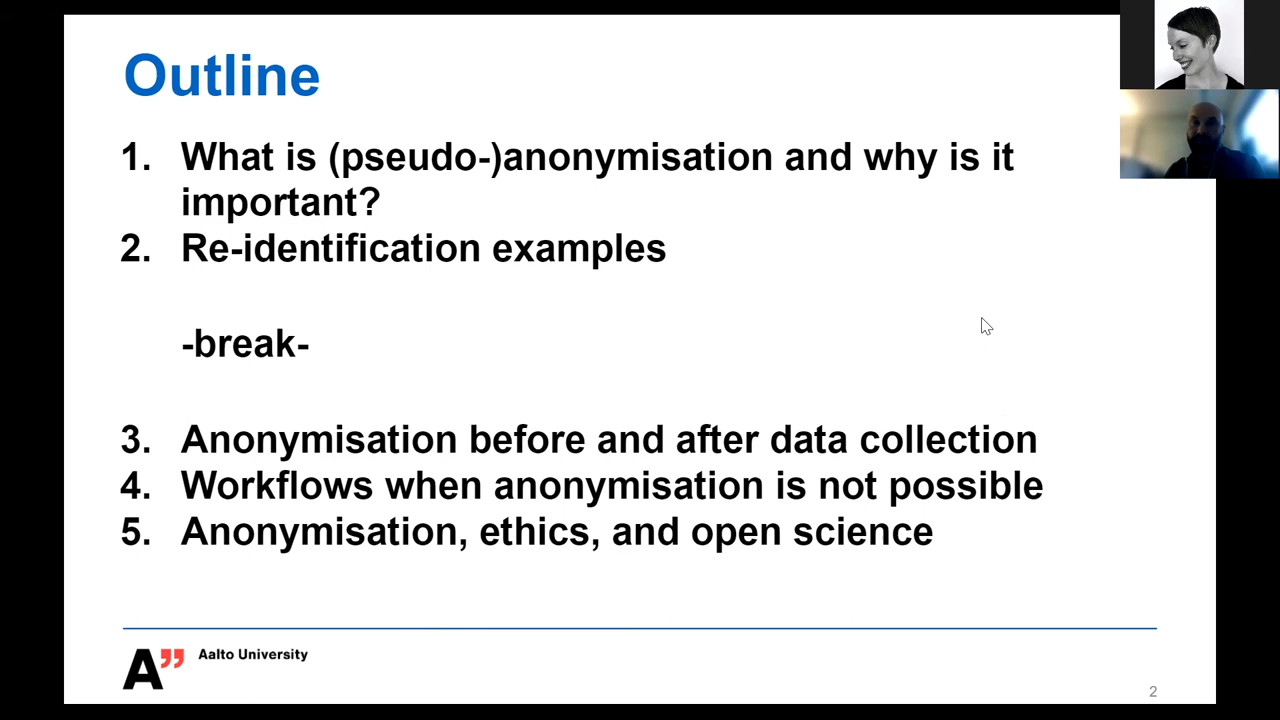 Outline
1. What is (pseudo-)anonymisation and why is it
important?
2. Re-identification examples
-break-
3. Anonymisation before and after data collection
4. Workflows when anonymisation is not possible
5. Anonymisation, ethics, and open science
A” Aalto University
2